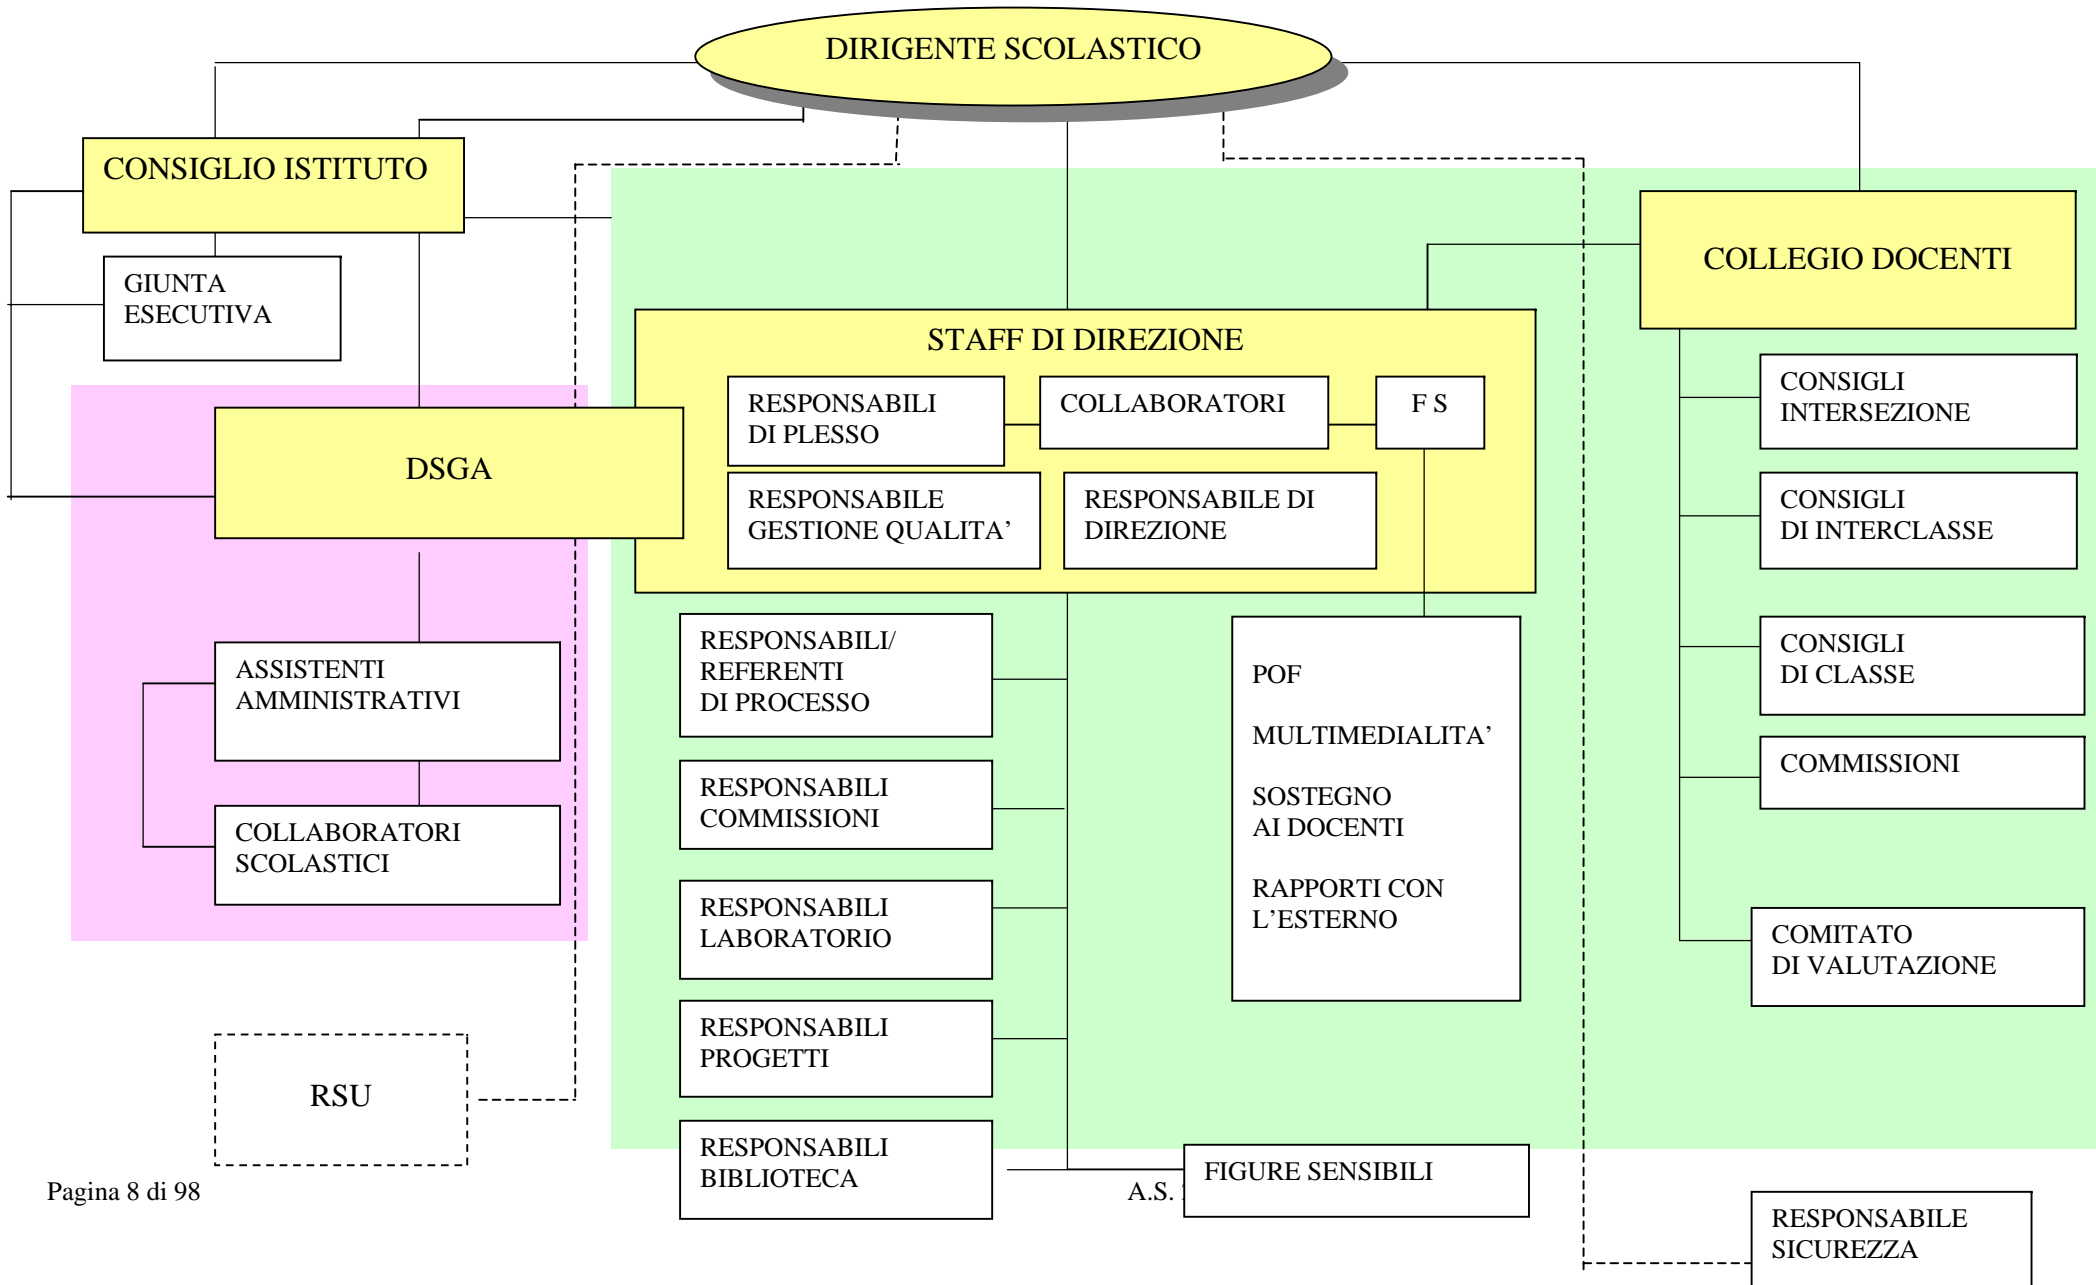 DIRIGENTE SCOLASTICO
CONSIGLIO ISTITUTO
GIUNTA
ESECUTIVA
COLLEGIO DOCENTI
STAFF DI DIREZIONE
RESPONSABILI
DI PLESSO
COLLABORATORI
F S
RESPONSABILE
GESTIONE QUALITA’
RESPONSABILE DI
DIREZIONE
DSGA
ASSISTENTI
AMMINISTRATIVI
COLLABORATORI
SCOLASTICI
RSU
RESPONSABILI/
REFERENTI
DI PROCESSO
RESPONSABILI
COMMISSIONI
RESPONSABILI
LABORATORIO
RESPONSABILI
PROGETTI
RESPONSABILI
BIBLIOTECA
POF
MULTIMEDIALITA’
SOSTEGNO
AI DOCENTI
RAPPORTI CON
L’ESTERNO
FIGURE SENSIBILI
CONSIGLI
INTERSEZIONE
CONSIGLI
DI INTERCLASSE
CONSIGLI
DI CLASSE
COMMISSIONI
COMITATO
DI VALUTAZIONE
RESPONSABILE
SICUREZZA
Pagina 8 di 98
A.S.